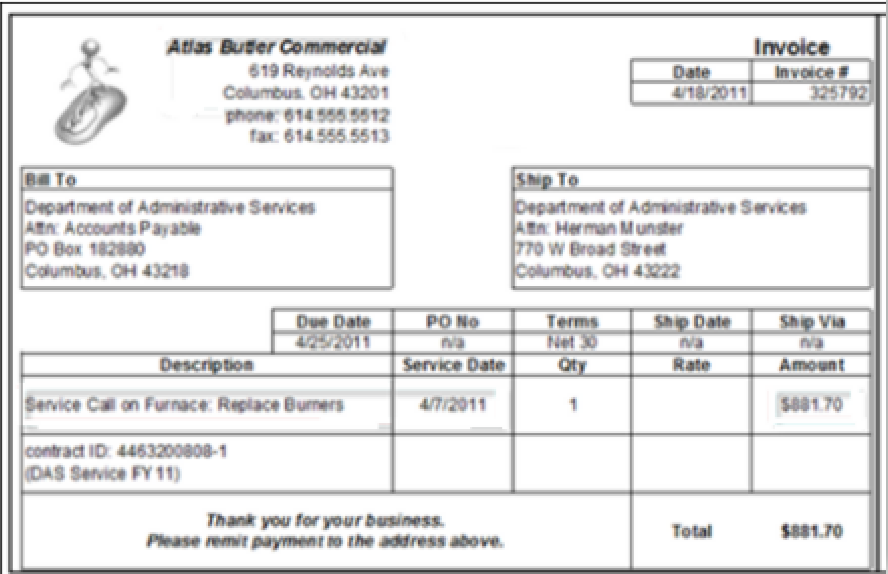 Atlas Butler Commercial
619 Reynolds Ave
Columbus, OH 43201
phone: 614.555.5512
fax: 614.555.5513
Invoice
Date Invoice #
4/18/2011 325792
Bill To
Department of Administrative Services
Attn: Accounts Payable
PO Box 182880
Columbus, OH 43218
Ship To
Department of Administrative Services
Attn: Herman Munster
770 W Broad Street
Columbus, OH 43222
Due Date PO No Terms Ship Date Ship Via
4/25/2011 n/a Net 30 n/a n/a
Description Service Date Qty Rate Amount
Service Call on Furnace: Replace Burners 4/7/2011 1 $881.70
contract ID: 4463200808-1
(DAS Service FY 11)
Thank you for your business.
Please remit payment to the address above.
Total $881.70